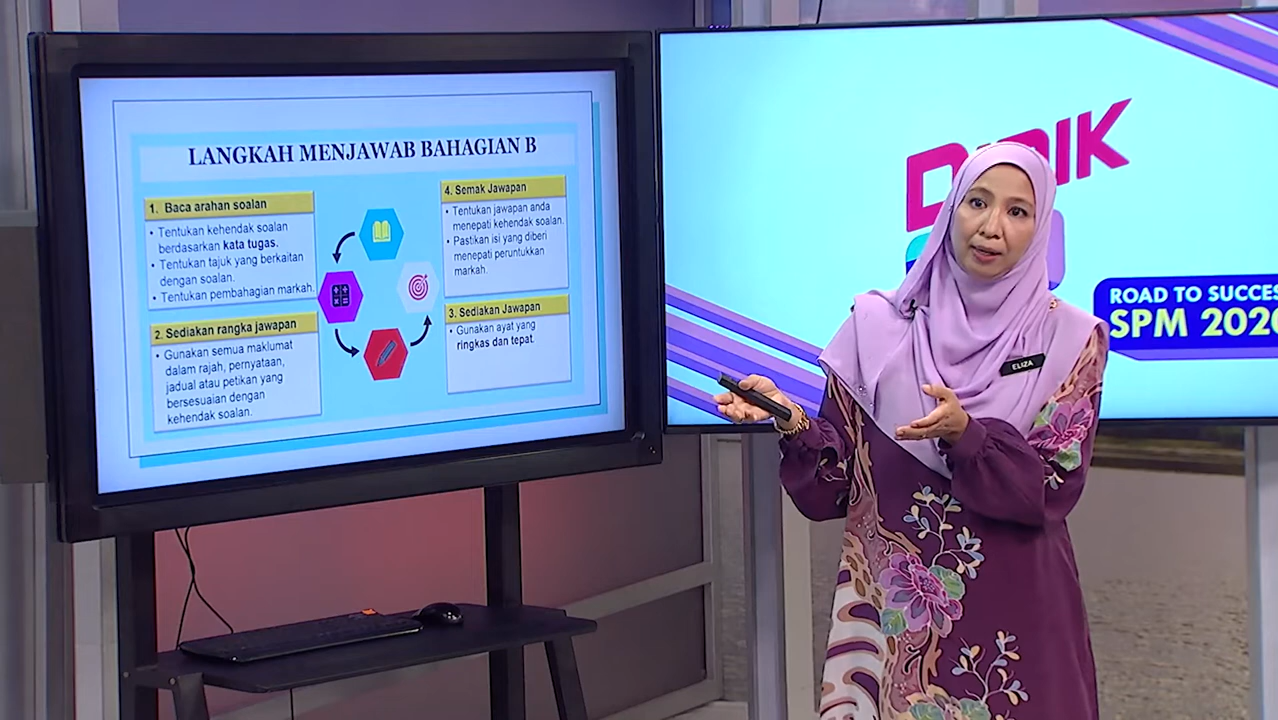 LANGKAH MENJAWAB BAHAGIAN B
1. Baca arahan soalan
• Tentukan kehendak soalan
berdasarkan kata tugas.
• Tentukan tajuk yang berkaitan
dengan soalan.
• Tentukan pembahagian markah.
2. Sediakan rangka jawapan
• Gunakan semua maklumat
dalam rajah, pernyataan,
jadual atau petikan yang
bersesuaian dengan
kehendak soalan.
4. Semak Jawapan
• Tentukan jawapan anda
menepati kehendak soalan.
• Pastikan isi yang diberi
menepati peruntukkan
markah.
3. Sediakan Jawapan
• Gunakan ayat yang
ringkas dan tepat.
ROAD TO SUCCES
SPM 2020
ELIZA